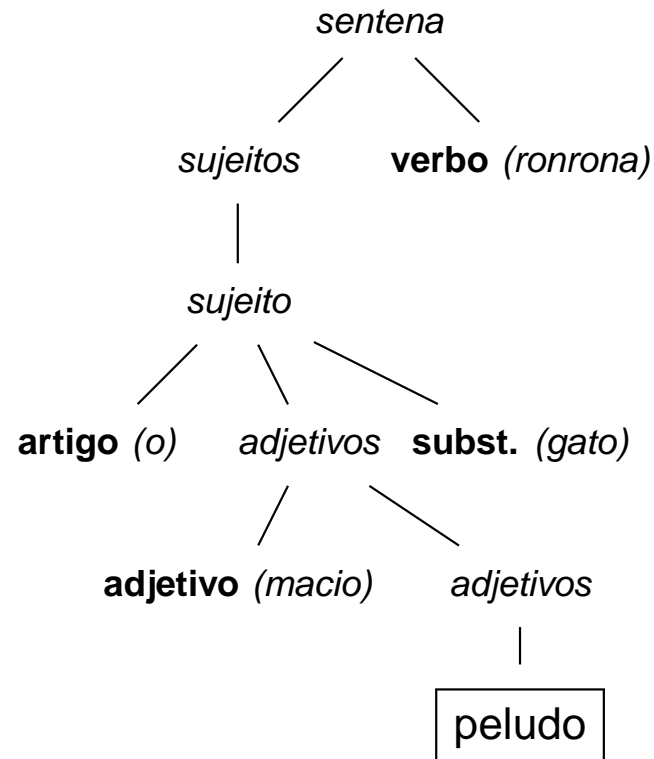 sentena
sujeitos verbo (ronrona)
sujeito
artigo (o) adjetivos subst. (gato)
adjetivo (macio) adjetivos
peludo